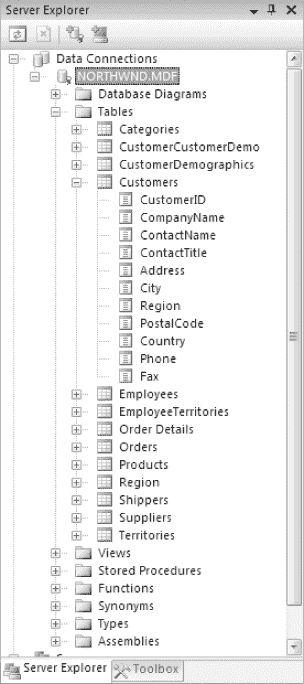 Server Explorer
Data Connections
NORTHWND.MDF
Database Diagrams
Tables
Categories
CustomerCustomerDemo
CustomerDemographics
Customers
CustomerID
CompanyName
ContactName
ContactTitle
Address
City
Region
PostalCode
Country
Phone
Fax
Employees
EmployeeTerritories
Order Details
Orders
Products
Region
Shippers
Suppliers
Territories
Views
Stored Procedures
Functions
Synonyms
Types
Assemblies
Server Explorer Toolbox